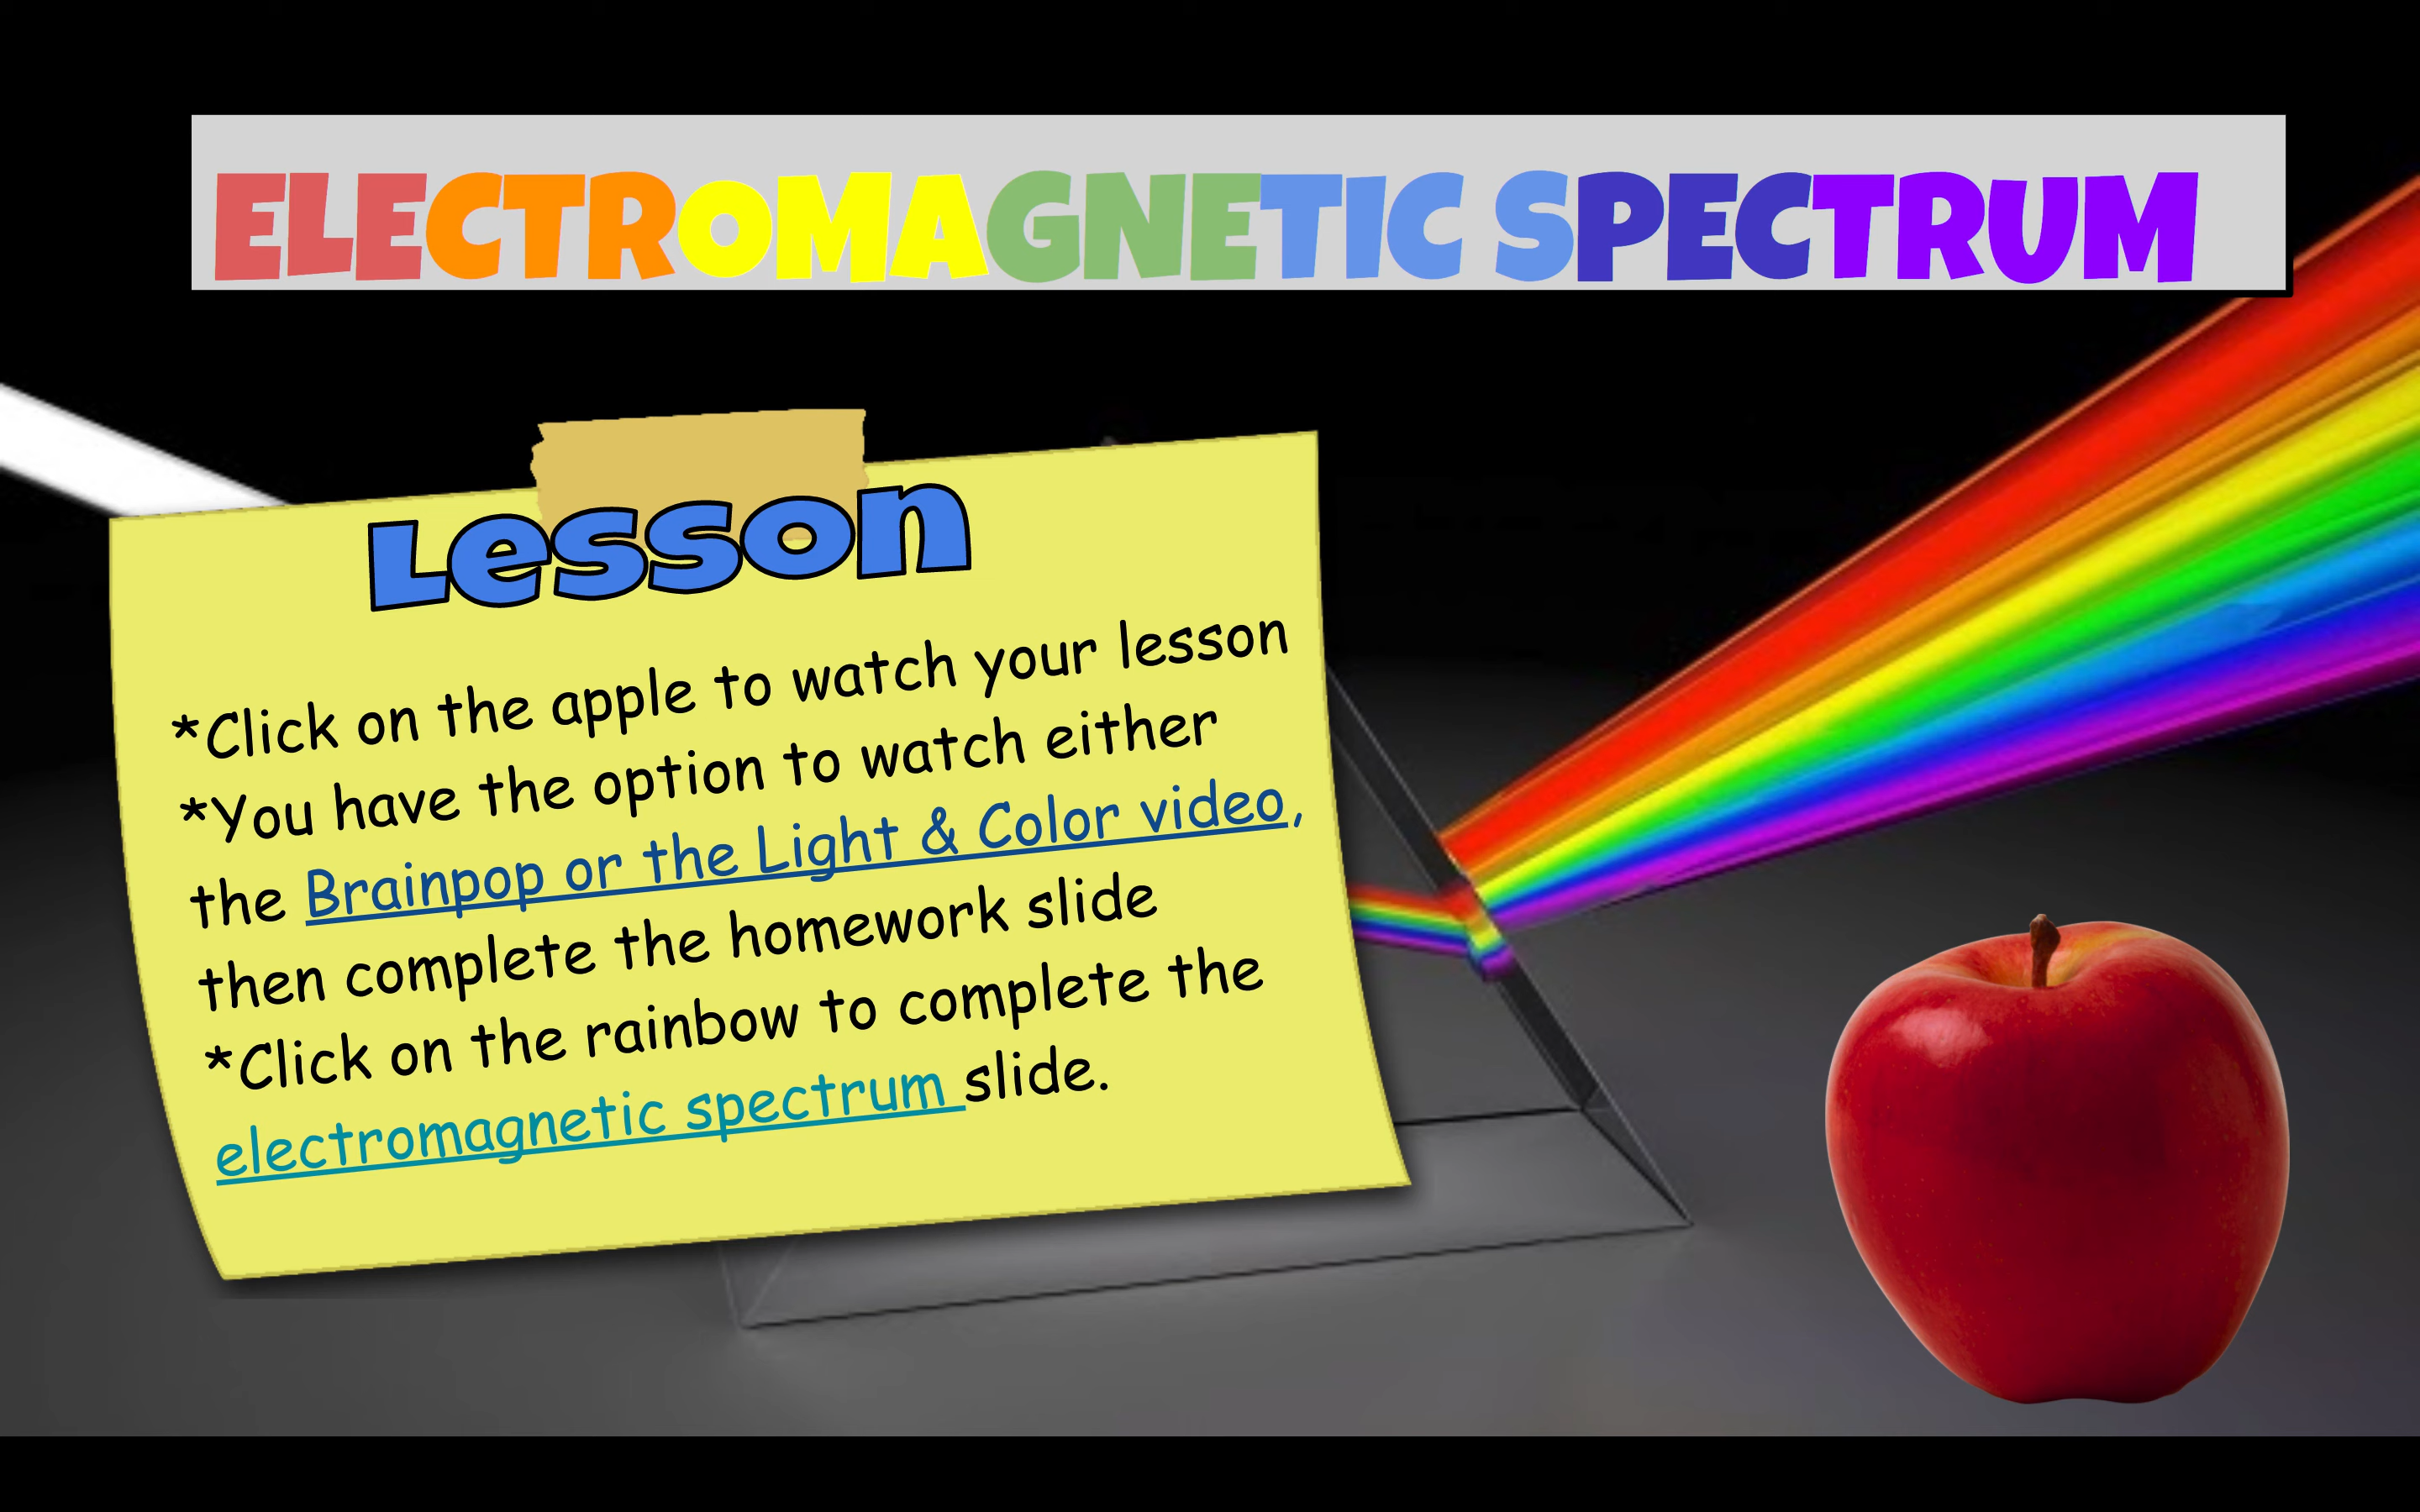 ELECTROMAGNETIC SPECTRUM
Lesson
*Click on the apple to watch your lesson
*You have the option to watch either
the Brainpop or the Light & Color video,
then complete the homework slide
*Click on the rainbow to complete the
electromagnetic spectrum slide.